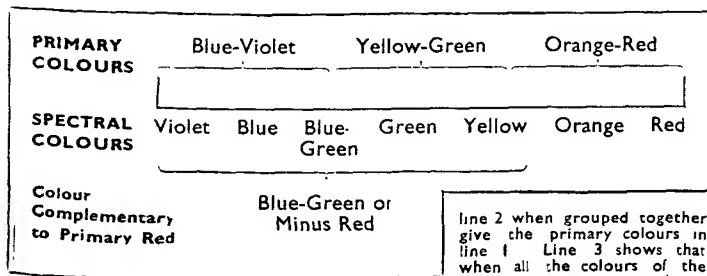 PRIMARY COLOURS Blue-Violet Yellow-Green Orange-Red
SPECTRAL COLOURS Violet Blue Blue-Green Green Yellow Orange Red
Colour Complementary to Primary Red
Blue-Green or Minus Red
line 2 when grouped together
give the primary colours in
line 1 Line 3 shows that
when all the colours of the